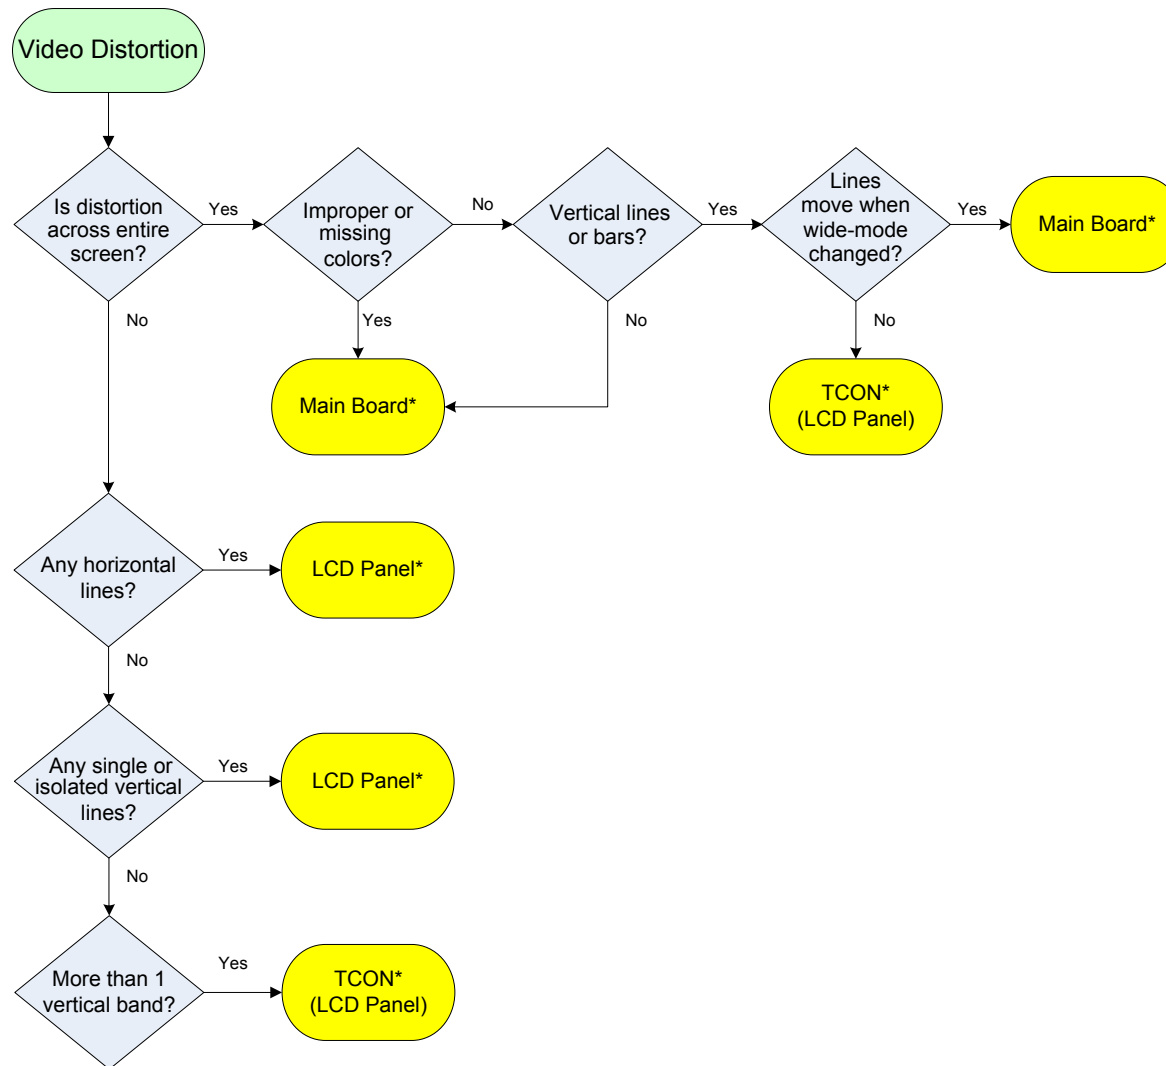 Video Distortion
Is distortion
across entire
screen?
Yes
Improper or
missing
colors?
No
Vertical lines
or bars?
Yes
Lines
move when
wide-mode
changed?
Yes
Main Board*
No
Yes
No
No
Main Board*
TCON*
(LCD Panel)
Any horizontal
lines?
Yes
LCD Panel*
No
Any single or
isolated vertical
lines?
Yes
LCD Panel*
No
More than 1
vertical band?
Yes
TCON*
(LCD Panel)